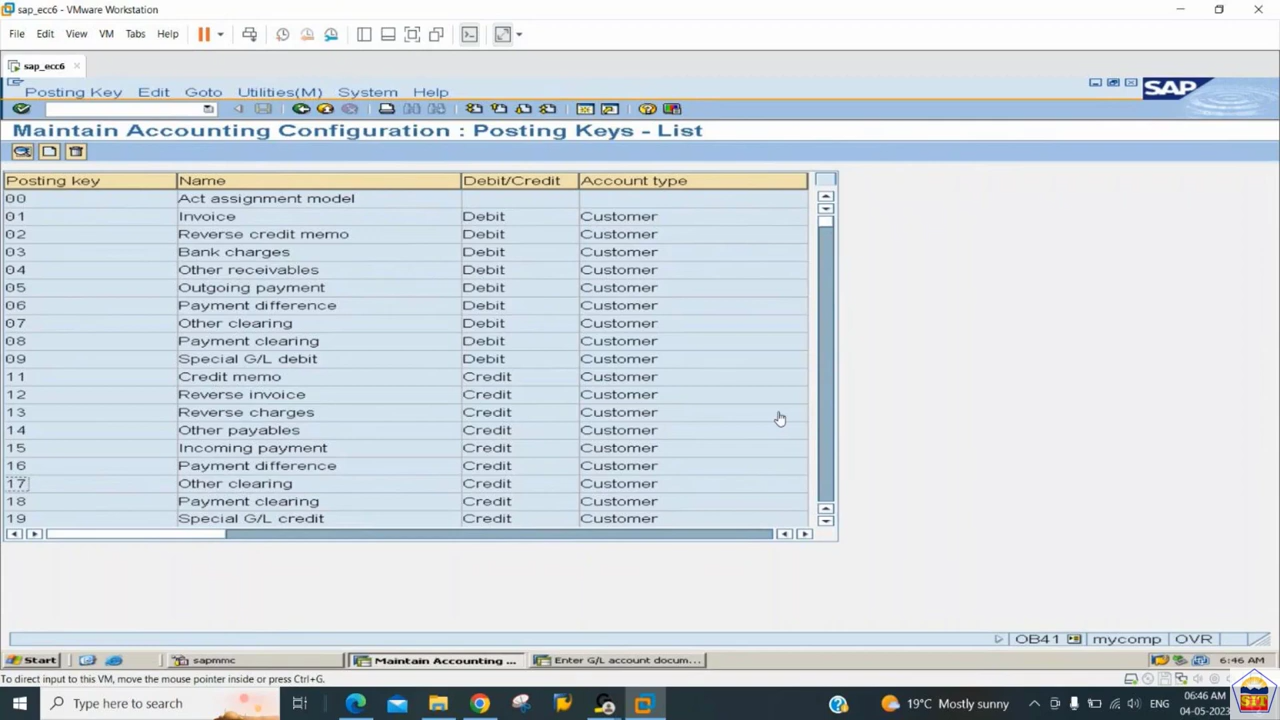 sap_ecc6 - VMware Workstation
File Edit View VM Tabs Help
sap_ecc6
Posting Key Edit Goto Utilities(M) System Help
SAP
Maintain Accounting Configuration : Posting Keys - List
Posting key Name Debit/Credit Account type
00 Act assignment model
01 Invoice Debit Customer
02 Reverse credit memo Debit Customer
03 Bank charges Debit Customer
04 Other receivables Debit Customer
05 Outgoing payment Debit Customer
06 Payment difference Debit Customer
07 Other clearing Debit Customer
08 Payment clearing Debit Customer
09 Special G/L debit Debit Customer
11 Credit memo Credit Customer
12 Reverse invoice Credit Customer
13 Reverse charges Credit Customer
14 Other payables Credit Customer
15 Incoming payment Credit Customer
16 Payment difference Credit Customer
17 Other clearing Credit Customer
18 Payment clearing Credit Customer
19 Special G/L credit Credit Customer
OB41 mycomp OVR
Start sapmmc Maintain Accounting ... Enter G/L account docum... 6:46 AM
To direct input to this VM, move the mouse pointer inside or press Ctrl+G.
Type here to search 19°C Mostly sunny ENG 06:46 AM
04-05-2023